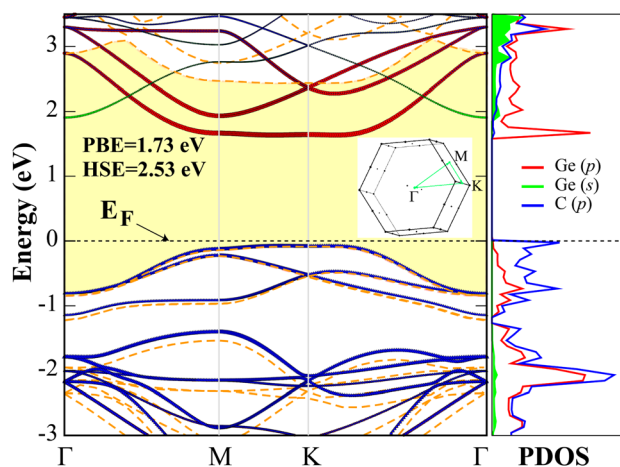 3
2
1
0
-1
-2
-3
Energy (eV)
PBE=1.73 eV
HSE=2.53 eV
E_F
M
K
Γ
Ge (p)
Ge (s)
C (p)
Γ
M
K
Γ
PDOS